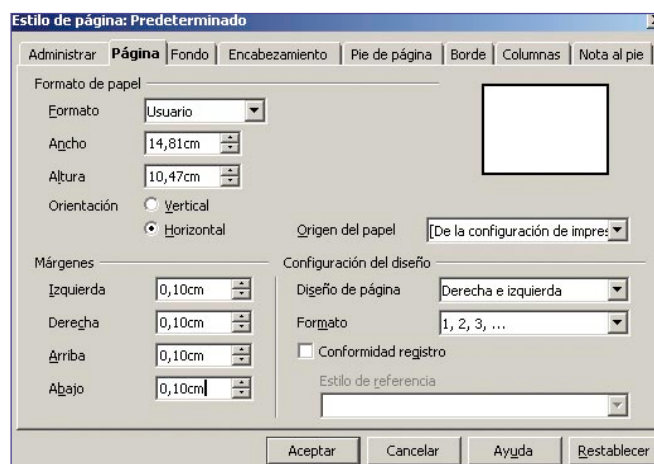 Estilo de página: Predeterminado
Administrar Página Fondo Encabezamiento Pie de página Borde Columnas Nota al pie
Formato de papel
Formato Usuario
Ancho 14,81cm
Altura 10,47cm
Orientación Vertical
Horizontal
Origen del papel [De la configuración de impres
Márgenes
Izquierda 0,10cm
Derecha 0,10cm
Arriba 0,10cm
Abajo 0,10cm
Configuración del diseño
Diseño de página Derecha e izquierda
Formato 1, 2, 3, ...
Conformidad registro
Estilo de referencia
Aceptar Cancelar Ayuda Restablecer